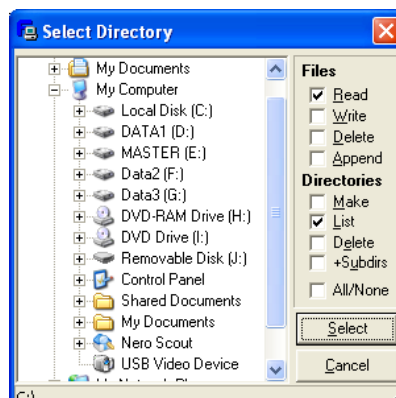 Select Directory
My Documents
My Computer
Local Disk (C:)
DATA1 (D:)
MASTER (E:)
Data2 (F:)
Data3 (G:)
DVD-RAM Drive (H:)
DVD Drive (I:)
Removable Disk (J:)
Control Panel
Shared Documents
My Documents
Nero Scout
USB Video Device
Files
Read
Write
Delete
Append
Directories
Make
List
Delete
+Subdirs
All/None
Select
Cancel
C:\